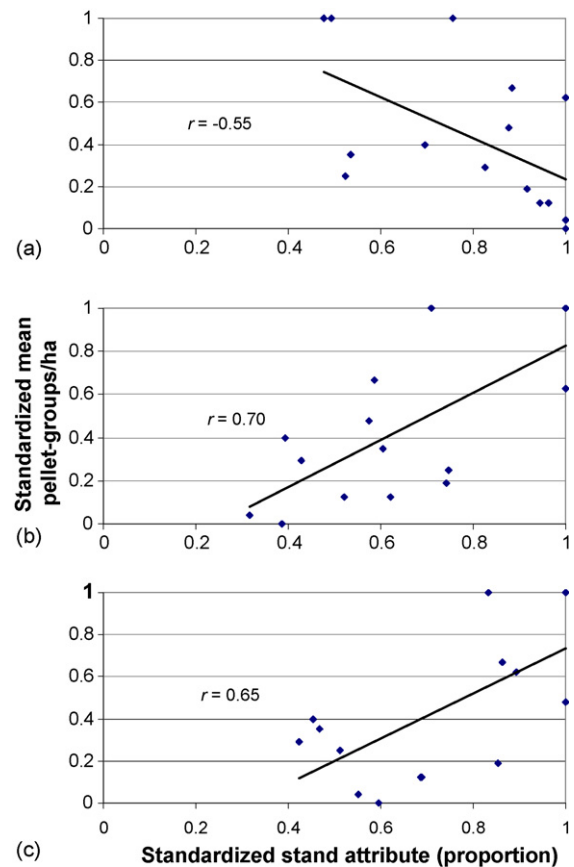 1
0.8
0.6
0.4
0.2
0
r = -0.55
(a)
0 0.2 0.4 0.6 0.8 1
1
0.8
0.6
0.4
0.2
0
r = 0.70
(b)
0 0.2 0.4 0.6 0.8 1
Standardized mean
pellet-groups/ha
1
0.8
0.6
0.4
0.2
0
r = 0.65
(c)
0 0.2 0.4 0.6 0.8 1
Standardized stand attribute (proportion)